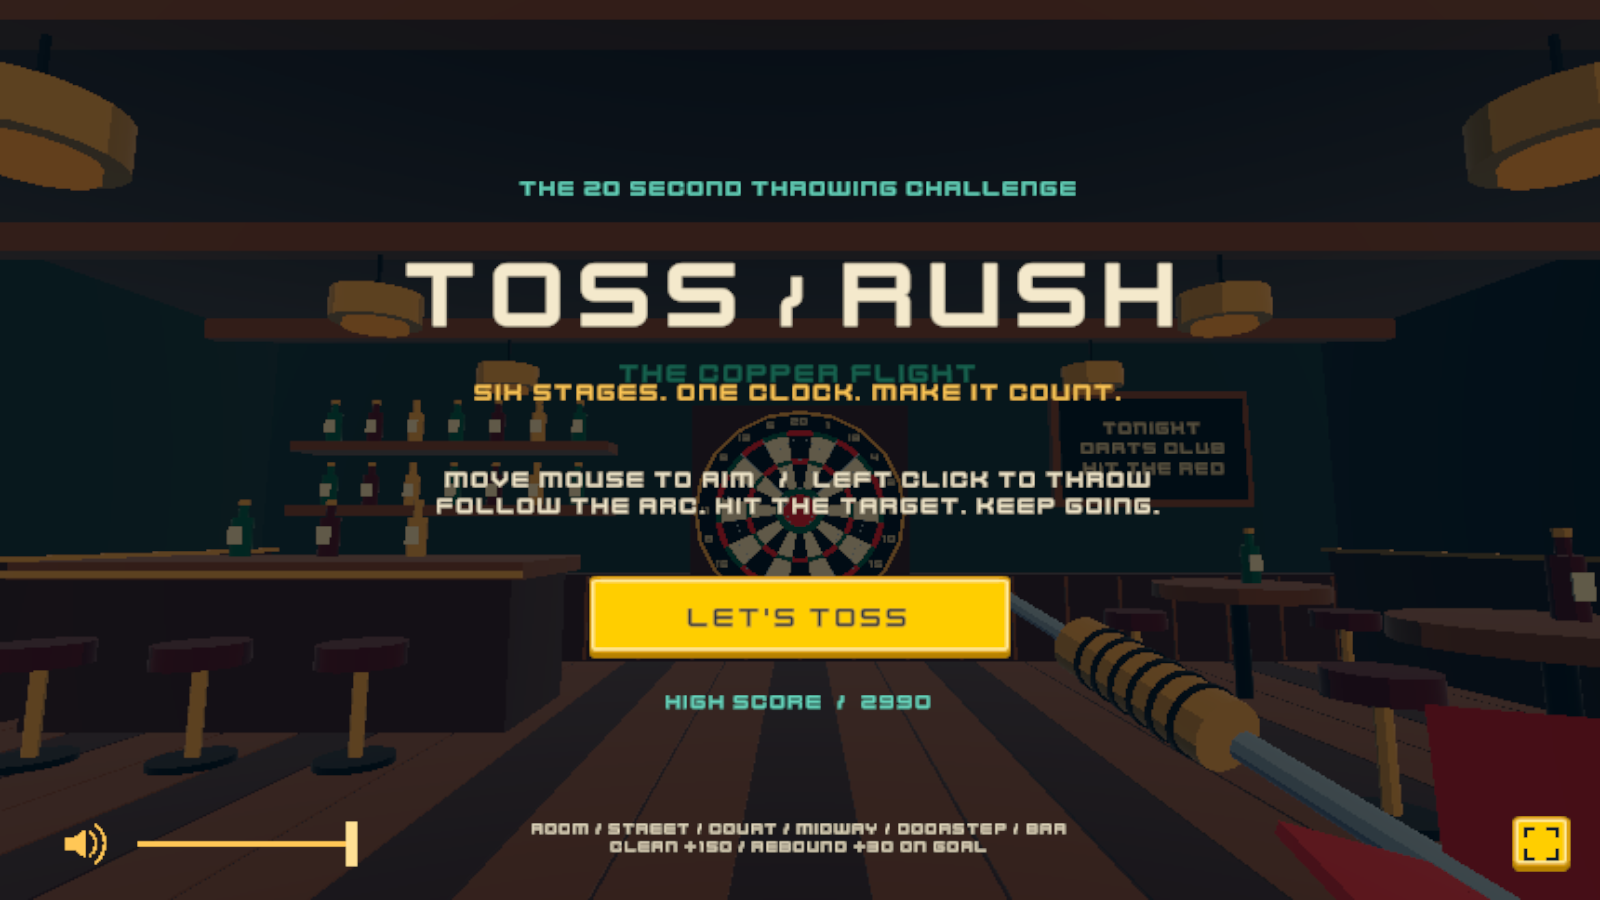 THE 20 SECOND THROWING CHALLENGE
TOSS / RUSH
THE COPPER FLIGHT
SIX STAGES. ONE CLOCK. MAKE IT COUNT.
TONIGHT
DARTS CLUB
HIT THE RED
MOVE MOUSE TO AIM / LEFT CLICK TO THROW
FOLLOW THE ARC. HIT THE TARGET. KEEP GOING.
LET'S TOSS
HIGH SCORE / 2990
ROOM / STREET / COURT / MIDWAY / DOORSTEP / BAR
CLEAN +150 / REBOUND +30 ON GOAL